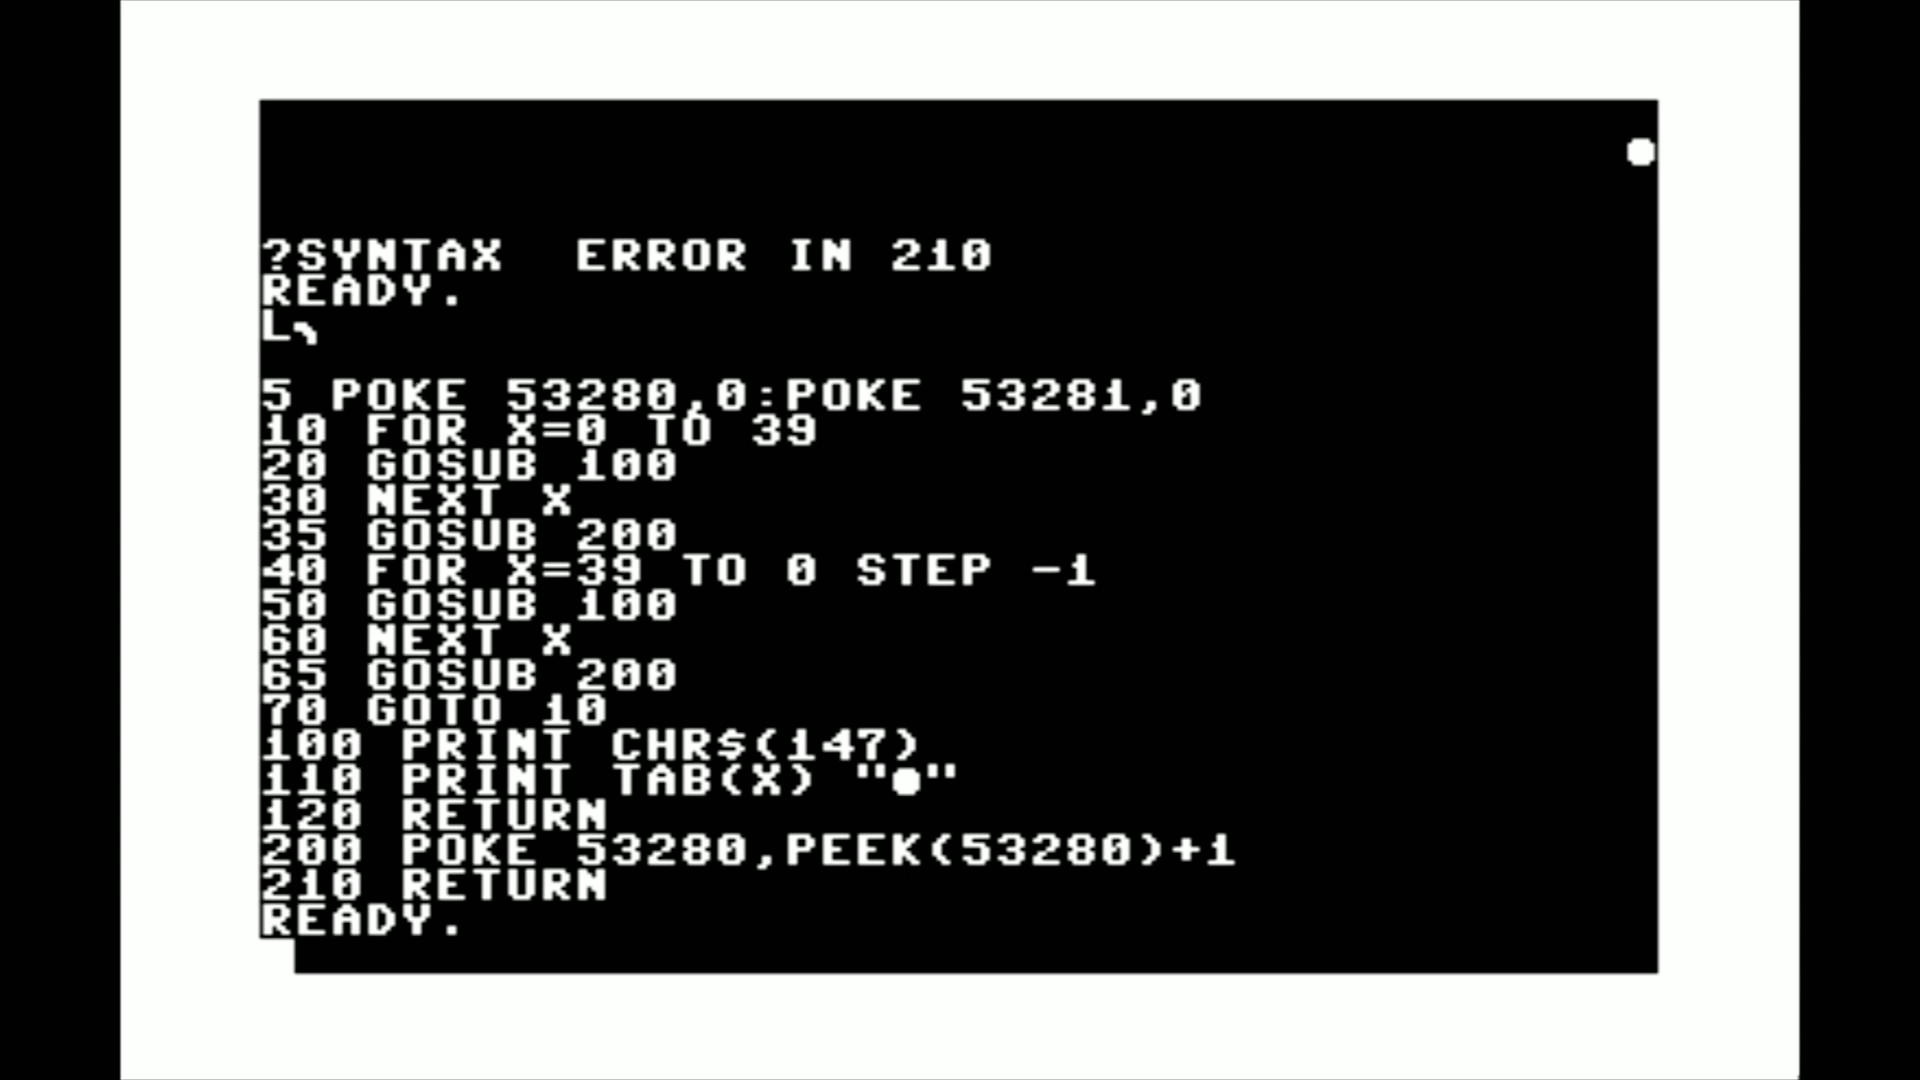 ?SYNTAX  ERROR IN 210
READY.
L╮

5 POKE 53280,0:POKE 53281,0
10 FOR X=0 TO 39
20 GOSUB 100
30 NEXT X
35 GOSUB 200
40 FOR X=39 TO 0 STEP -1
50 GOSUB 100
60 NEXT X
65 GOSUB 200
70 GOTO 10
100 PRINT CHR$(147)
110 PRINT TAB(X) "●"
120 RETURN
200 POKE 53280,PEEK(53280)+1
210 RETURN
READY.